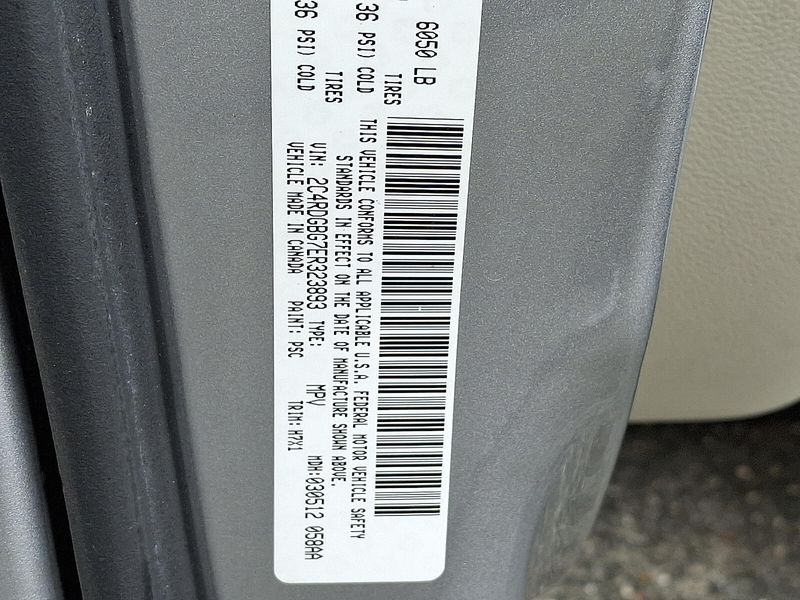 6050 LB
36 PSI) COLD TIRES
36 PSI) COLD TIRES
THIS VEHICLE CONFORMS TO ALL APPLICABLE U.S.A. FEDERAL MOTOR VEHICLE SAFETY
STANDARDS IN EFFECT ON THE DATE OF MANUFACTURE SHOWN ABOVE.
VIN: 2C4RDGBG7ER323893 TYPE: MPV MDH:030512 058AA
VEHICLE MADE IN CANADA PAINT: PSC TRIM: H7X1